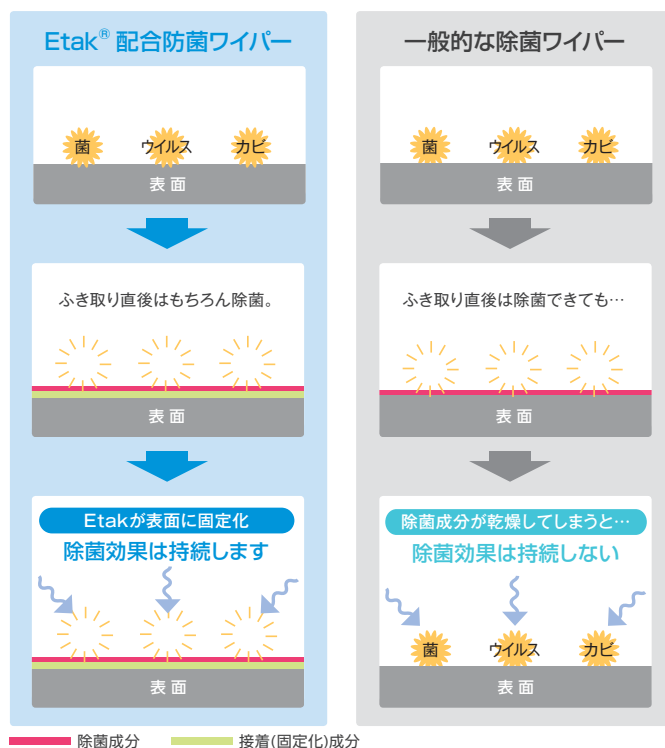 Etak® 配合防菌ワイパー
菌 ウイルス カビ
表面
ふき取り直後はもちろん除菌。
表面
Etakが表面に固定化
除菌効果は持続します
表面
一般的な除菌ワイパー
菌 ウイルス カビ
表面
ふき取り直後は除菌できても…
表面
除菌成分が乾燥してしまうと…
除菌効果は持続しない
菌 ウイルス カビ
表面
除菌成分 接着(固定化)成分